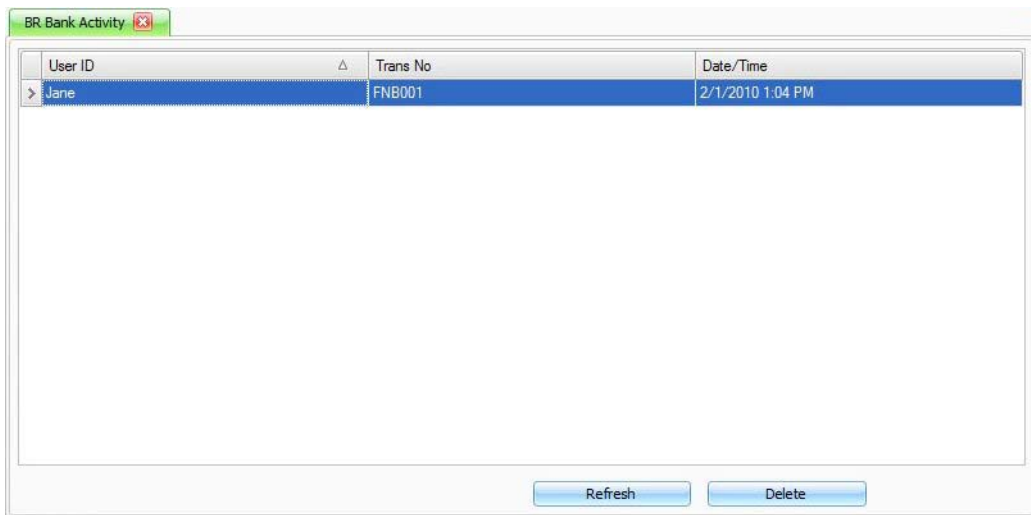 BR Bank Activity
User ID Trans No Date/Time
Jane FNB001 2/1/2010 1:04 PM
Refresh Delete